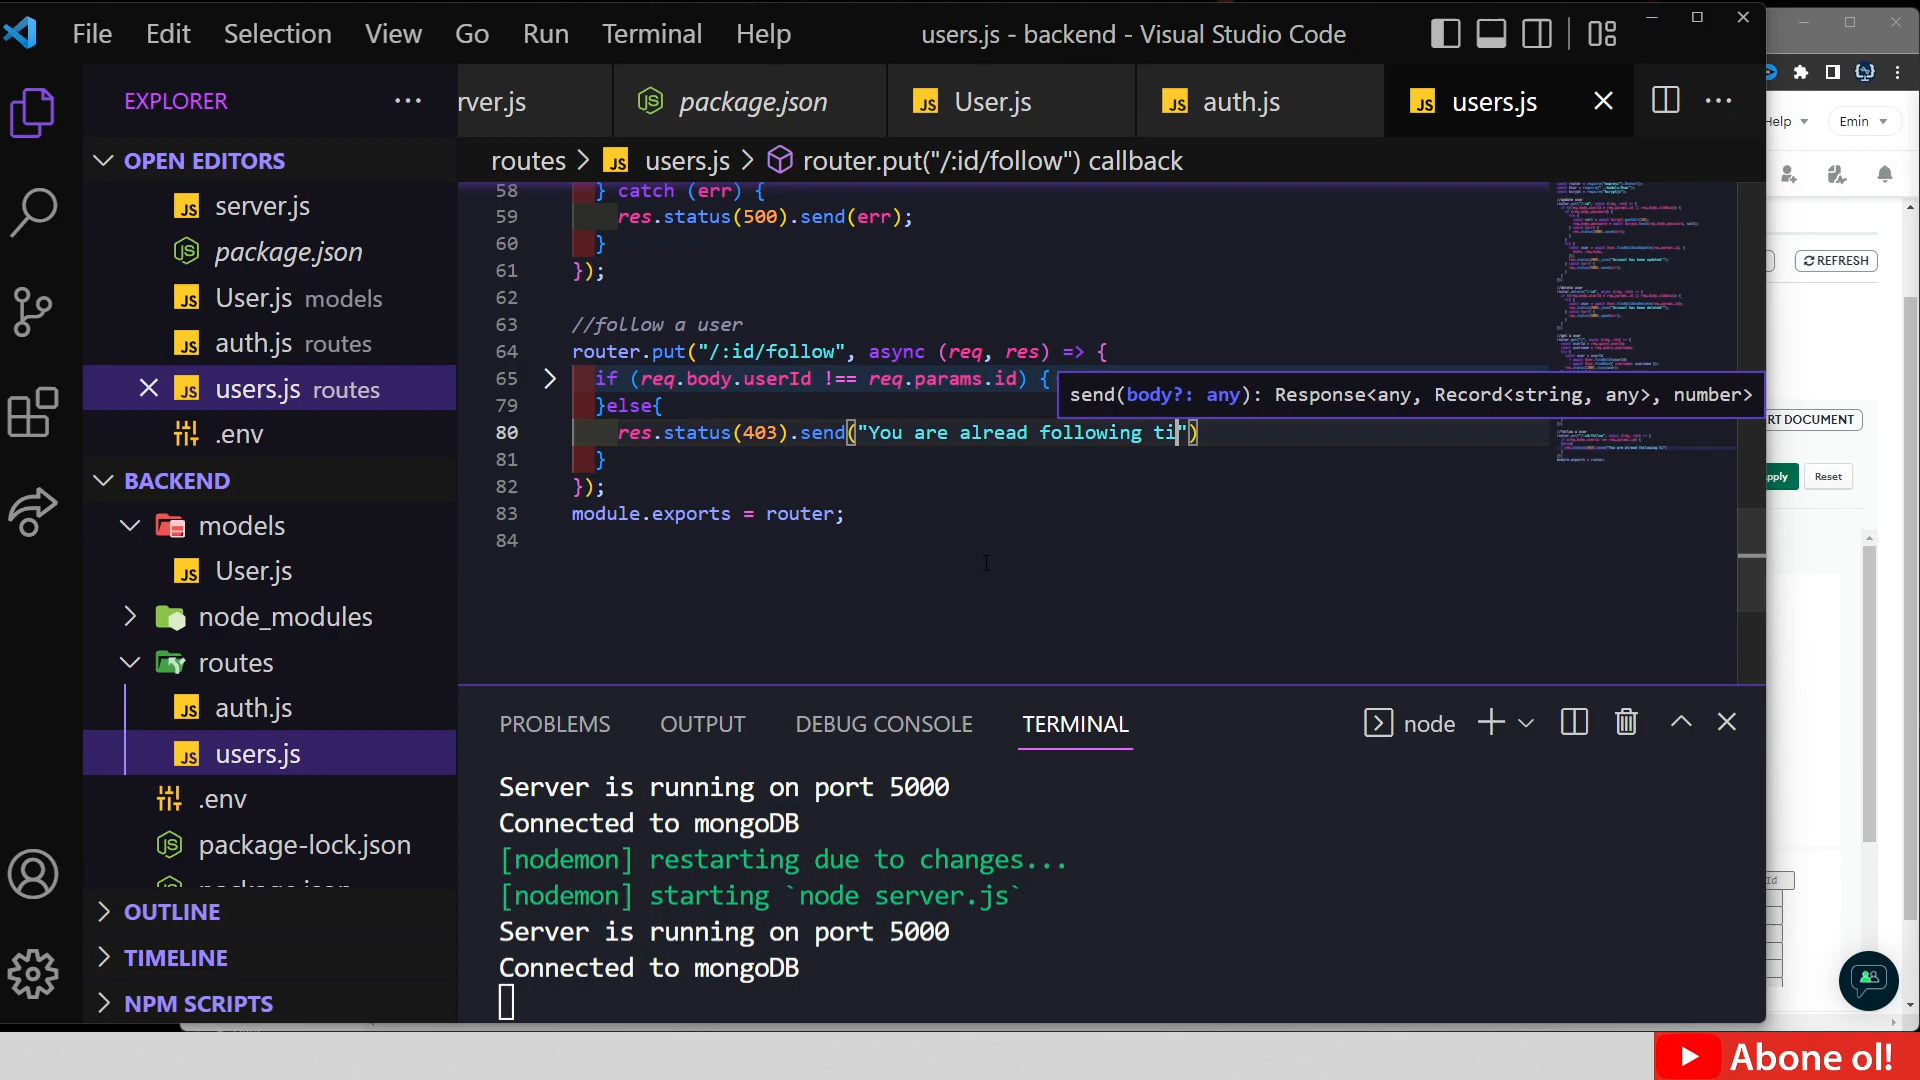 File Edit Selection View Go Run Terminal Help
users.js - backend - Visual Studio Code
EXPLORER
rver.js
package.json
User.js
auth.js
users.js
OPEN EDITORS
server.js
package.json
User.js models
auth.js routes
users.js routes
.env
BACKEND
models
User.js
node_modules
routes
auth.js
users.js
.env
package-lock.json
OUTLINE
TIMELINE
NPM SCRIPTS
routes > users.js > router.put("/:id/follow") callback
58 } catch (err) {
59 res.status(500).send(err);
60 }
61 });
62
63 //follow a user
64 router.put("/:id/follow", async (req, res) => {
65 if (req.body.userId !== req.params.id) {
send(body?: any): Response<any, Record<string, any>, number>
79 }else{
80 res.status(403).send("You are alread following ti")
81 }
82 });
83 module.exports = router;
84
PROBLEMS OUTPUT DEBUG CONSOLE TERMINAL
node
Server is running on port 5000
Connected to mongoDB
[nodemon] restarting due to changes...
[nodemon] starting `node server.js`
Server is running on port 5000
Connected to mongoDB
Help
Emin
REFRESH
RT DOCUMENT
pply
Reset
Id
Abone ol!